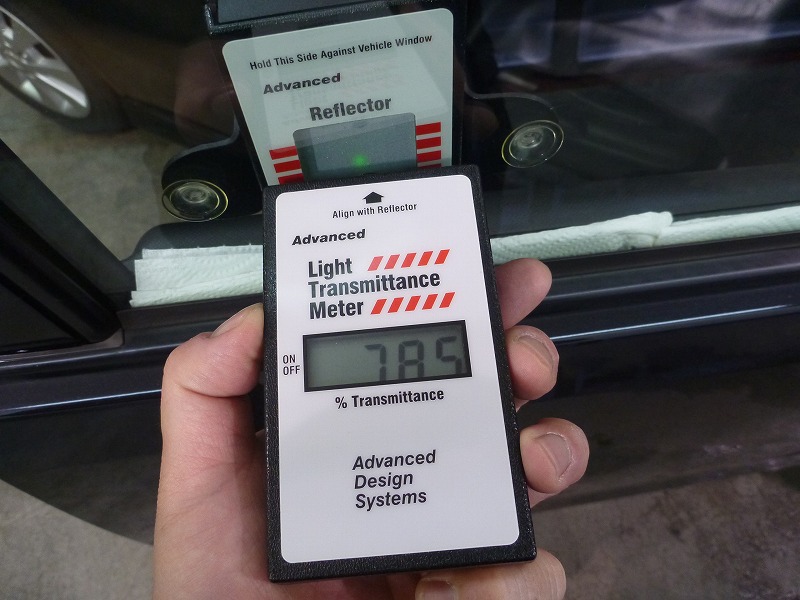 Hold This Side Against Vehicle Window
Advanced
Reflector
Align with Reflector
Advanced
Light
Transmittance
Meter
ON
OFF
78.5
% Transmittance
Advanced
Design
Systems